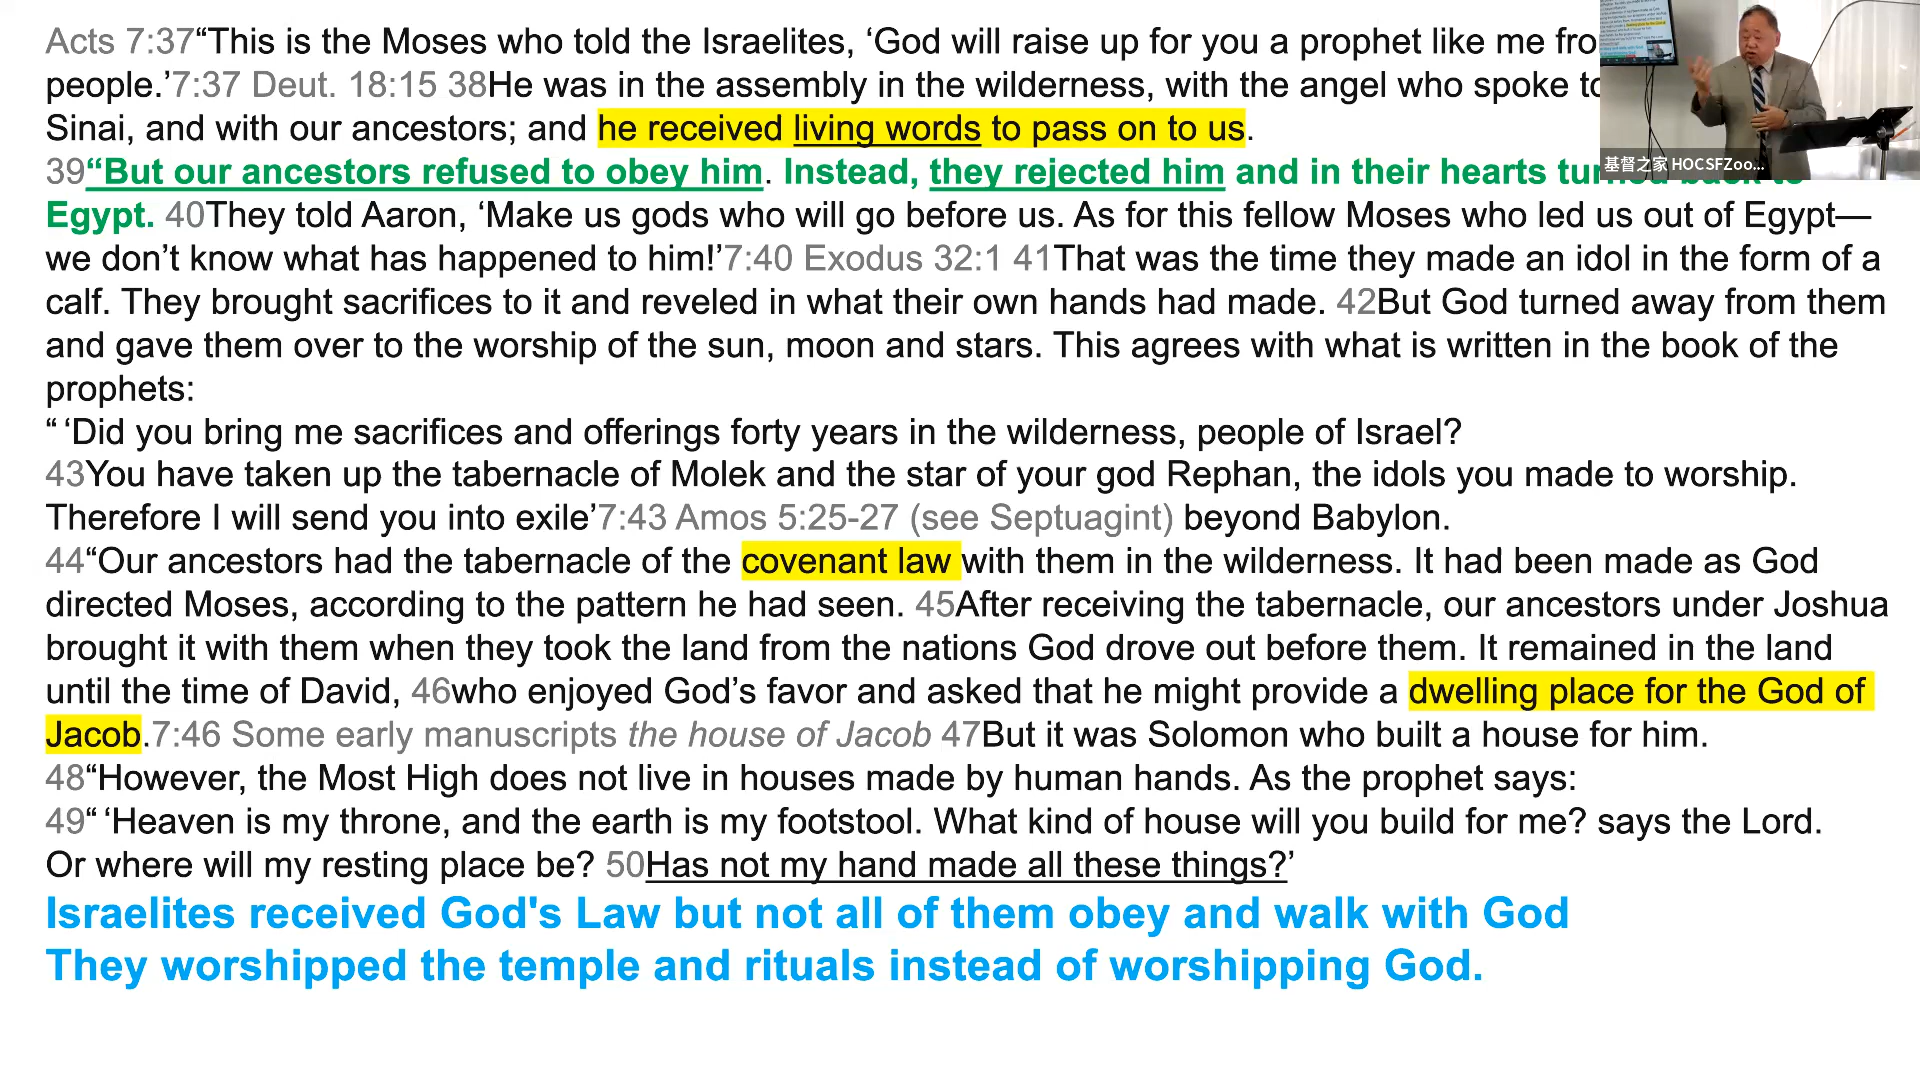 Acts 7:37“This is the Moses who told the Israelites, ‘God will raise up for you a prophet like me fro
people.’7:37 Deut. 18:15 38He was in the assembly in the wilderness, with the angel who spoke to
Sinai, and with our ancestors; and he received living words to pass on to us.
39“But our ancestors refused to obey him. Instead, they rejected him and in their hearts turned back to
Egypt. 40They told Aaron, ‘Make us gods who will go before us. As for this fellow Moses who led us out of Egypt—
we don’t know what has happened to him!’7:40 Exodus 32:1 41That was the time they made an idol in the form of a
calf. They brought sacrifices to it and reveled in what their own hands had made. 42But God turned away from them
and gave them over to the worship of the sun, moon and stars. This agrees with what is written in the book of the
prophets:
“ ‘Did you bring me sacrifices and offerings forty years in the wilderness, people of Israel?
43You have taken up the tabernacle of Molek and the star of your god Rephan, the idols you made to worship.
Therefore I will send you into exile’7:43 Amos 5:25-27 (see Septuagint) beyond Babylon.
44“Our ancestors had the tabernacle of the covenant law with them in the wilderness. It had been made as God
directed Moses, according to the pattern he had seen. 45After receiving the tabernacle, our ancestors under Joshua
brought it with them when they took the land from the nations God drove out before them. It remained in the land
until the time of David, 46who enjoyed God’s favor and asked that he might provide a dwelling place for the God of
Jacob.7:46 Some early manuscripts the house of Jacob 47But it was Solomon who built a house for him.
48“However, the Most High does not live in houses made by human hands. As the prophet says:
49“ ‘Heaven is my throne, and the earth is my footstool. What kind of house will you build for me? says the Lord.
Or where will my resting place be? 50Has not my hand made all these things?’
Israelites received God's Law but not all of them obey and walk with God
They worshipped the temple and rituals instead of worshipping God.
基督之家 HOCSFZoo...